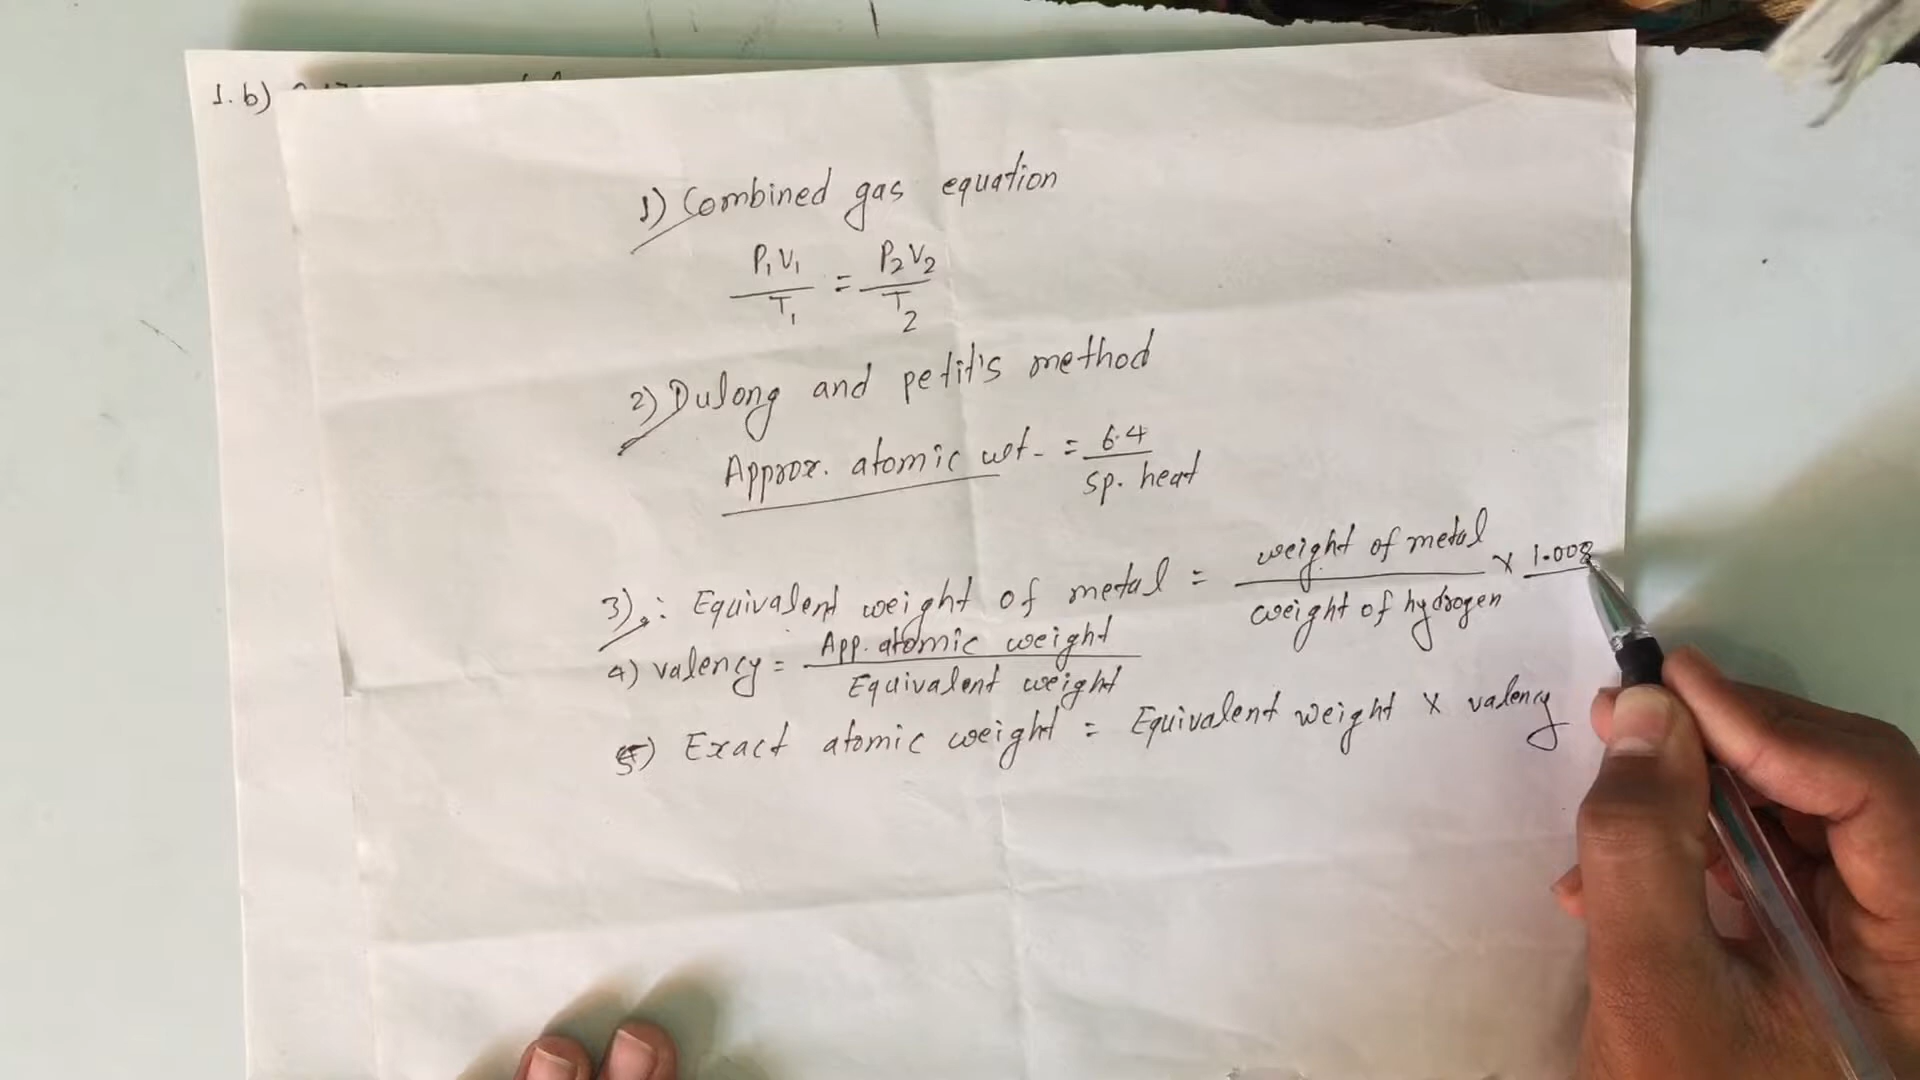 1.b)
1) Combined gas equation
P₁V₁/T₁ = P₂V₂/T₂
2) Dulong and petit's method
Approx. atomic wt. = 6.4/sp. heat
3) ∴ Equivalent weight of metal = weight of metal/weight of hydrogen × 1.008
4) valency = App. atomic weight/Equivalent weight
5) Exact atomic weight = Equivalent weight × valency